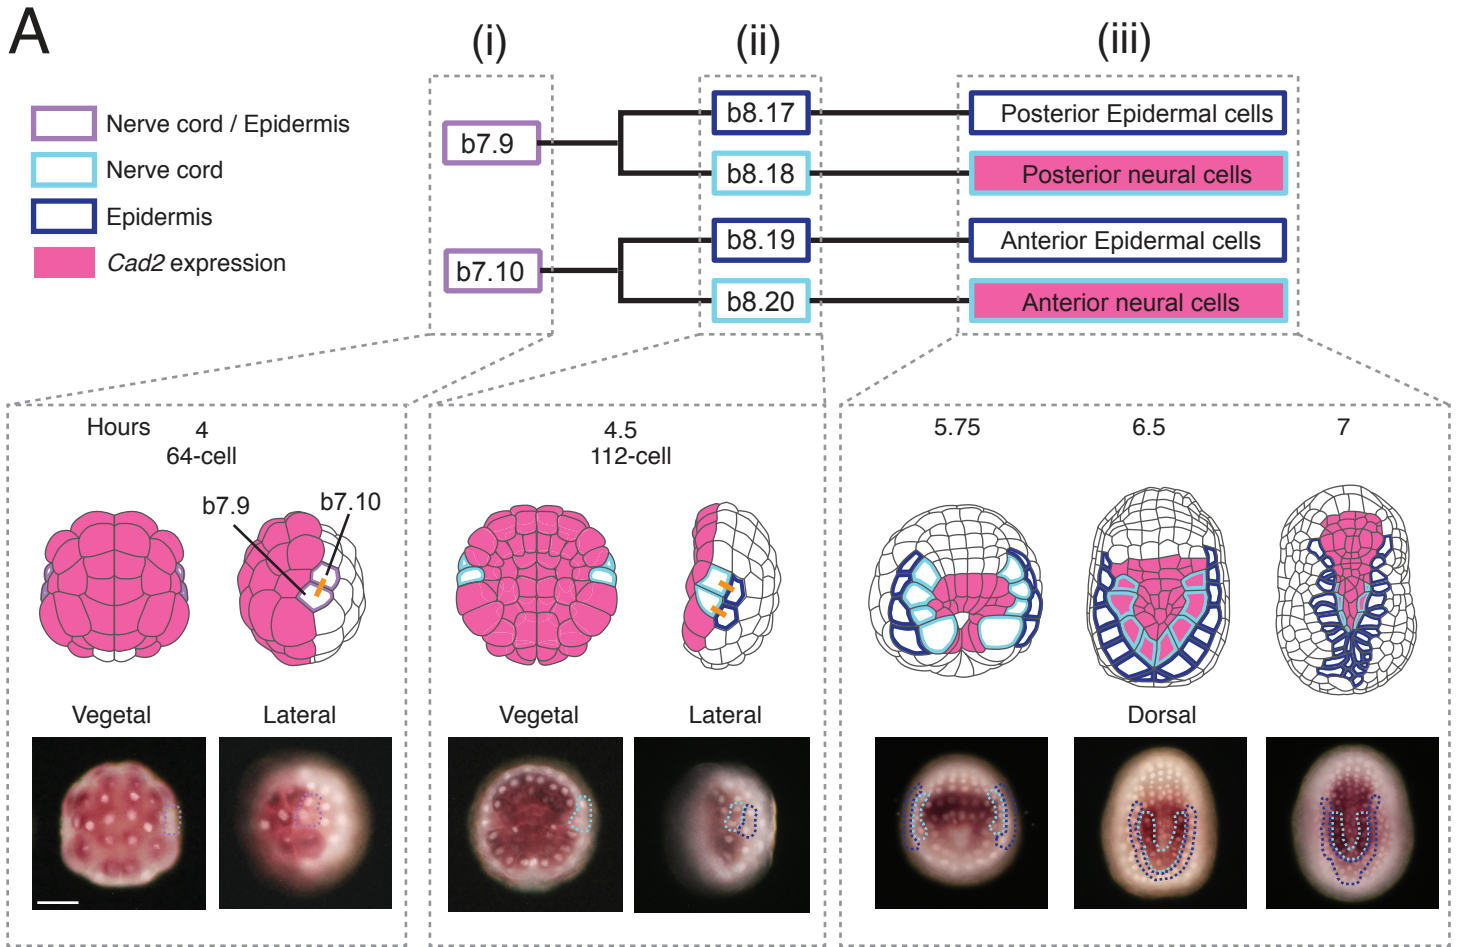 A
(i)
(ii)
(iii)
Nerve cord / Epidermis
Nerve cord
Epidermis
Cad2 expression
b7.9
b7.10
b8.17
b8.18
b8.19
b8.20
Posterior Epidermal cells
Posterior neural cells
Anterior Epidermal cells
Anterior neural cells
Hours 4
64-cell
b7.9
b7.10
Vegetal
Lateral
4.5
112-cell
Vegetal
Lateral
5.75
6.5
7
Dorsal